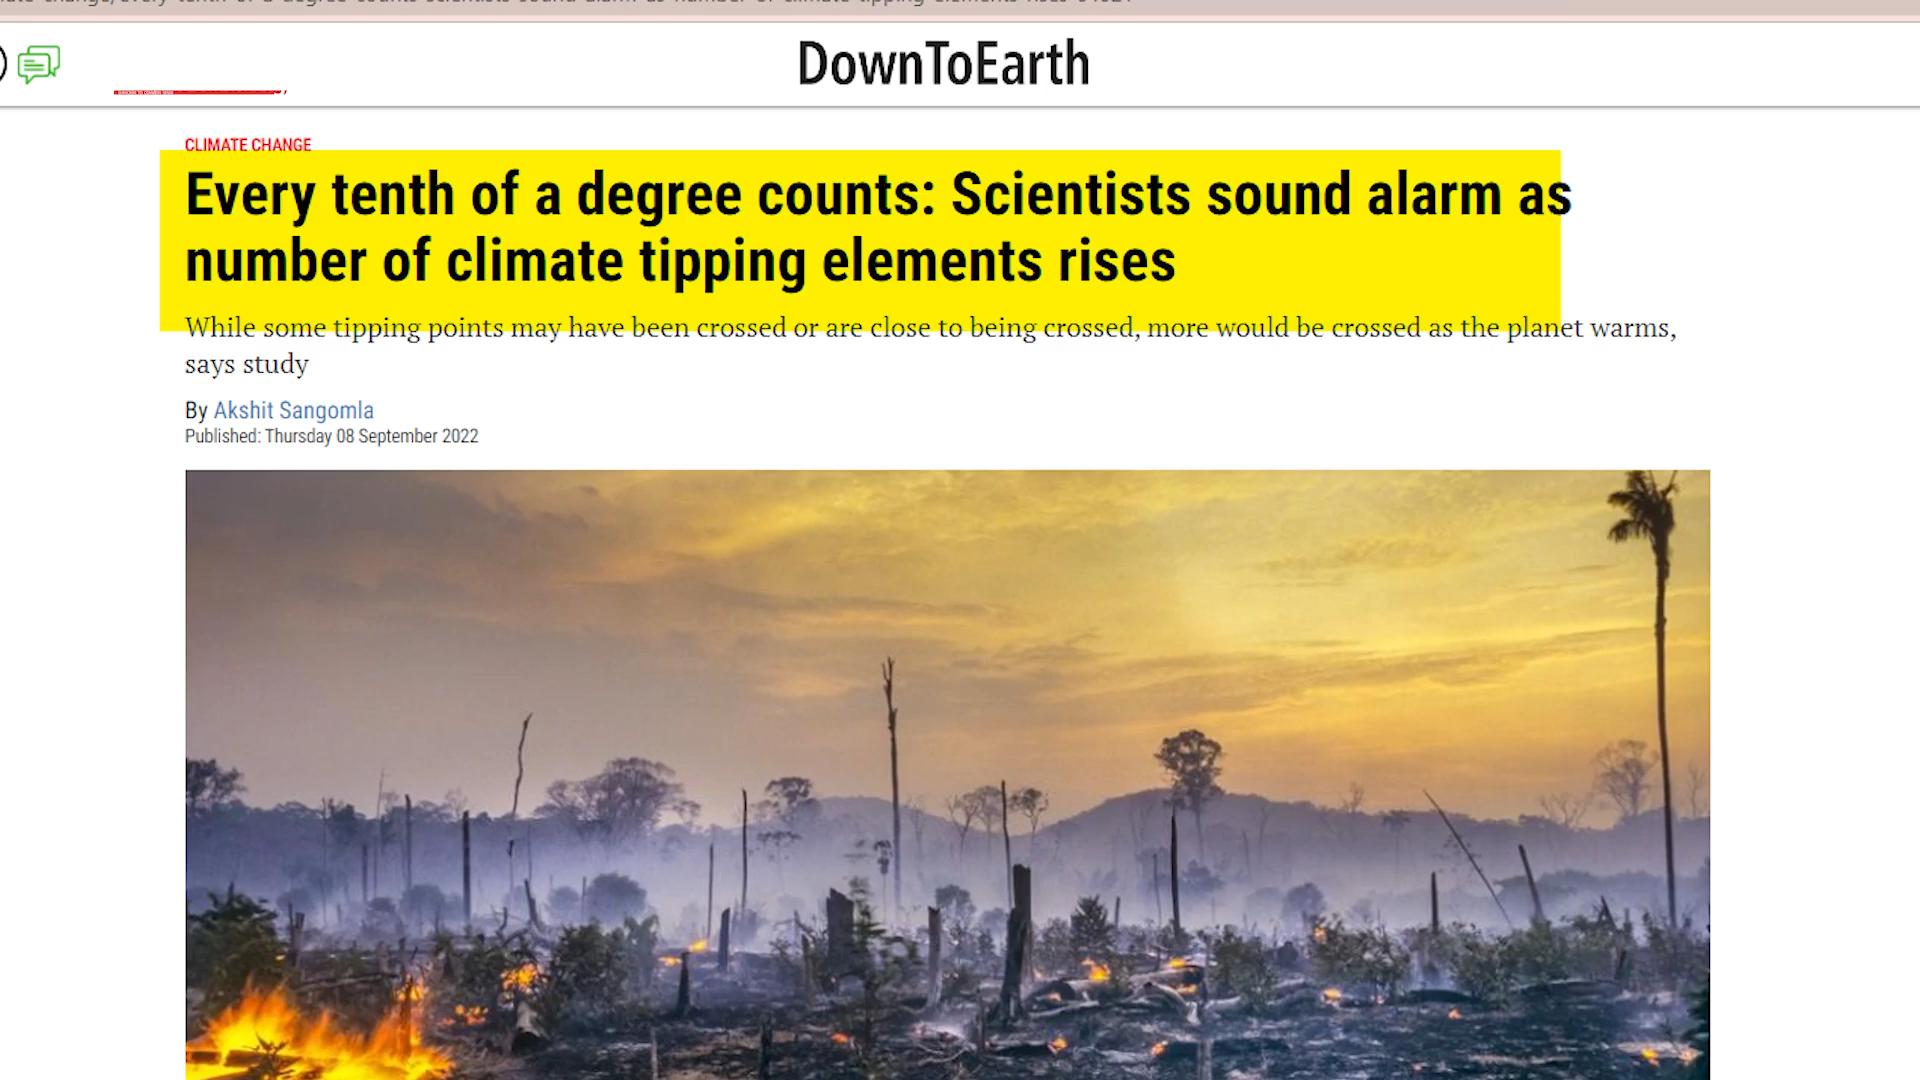 DownToEarth
CLIMATE CHANGE
Every tenth of a degree counts: Scientists sound alarm as
number of climate tipping elements rises
While some tipping points may have been crossed or are close to being crossed, more would be crossed as the planet warms,
says study
By Akshit Sangomla
Published: Thursday 08 September 2022